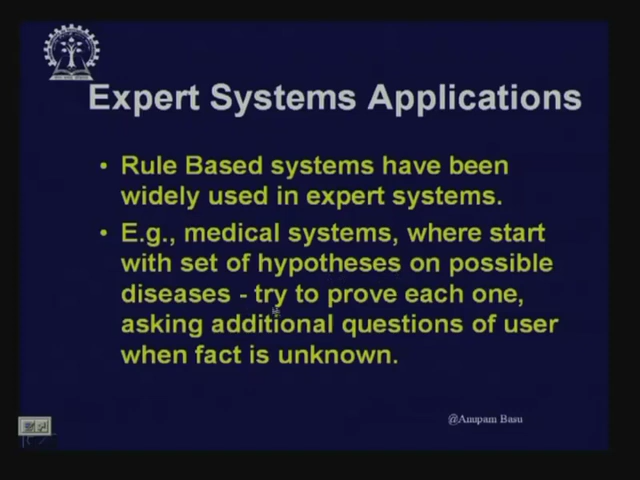 Expert Systems Applications
• Rule Based systems have been
widely used in expert systems.
• E.g., medical systems, where start
with set of hypotheses on possible
diseases - try to prove each one,
asking additional questions of user
when fact is unknown.
@Anupam Basu